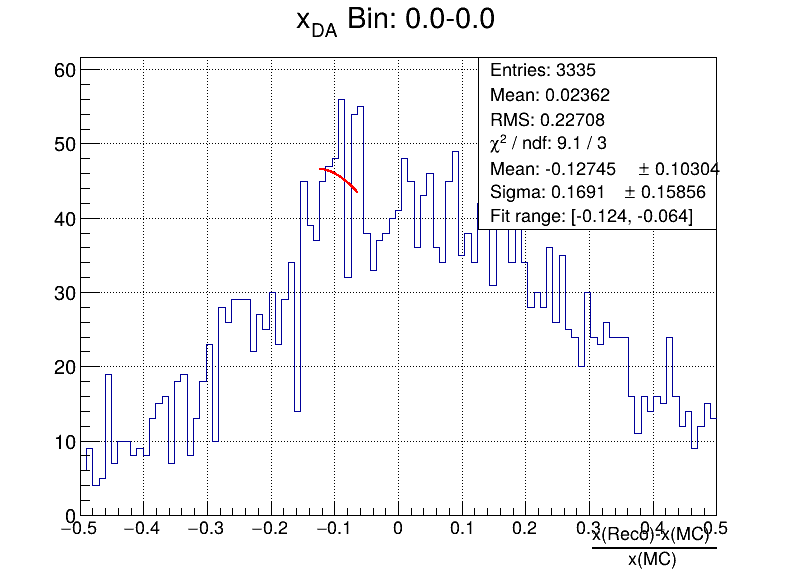 xDA Bin: 0.0-0.0
Entries: 3335
Mean: 0.02362
RMS: 0.22708
χ² / ndf: 9.1 / 3
Mean: -0.12745 ± 0.10304
Sigma: 0.1691 ± 0.15856
Fit range: [-0.124, -0.064]
60
50
40
30
20
10
0
−0.5 −0.4 −0.3 −0.2 −0.1 0 0.1 0.2 0.3 0.4 0.5
x(Reco)-x(MC)
x(MC)